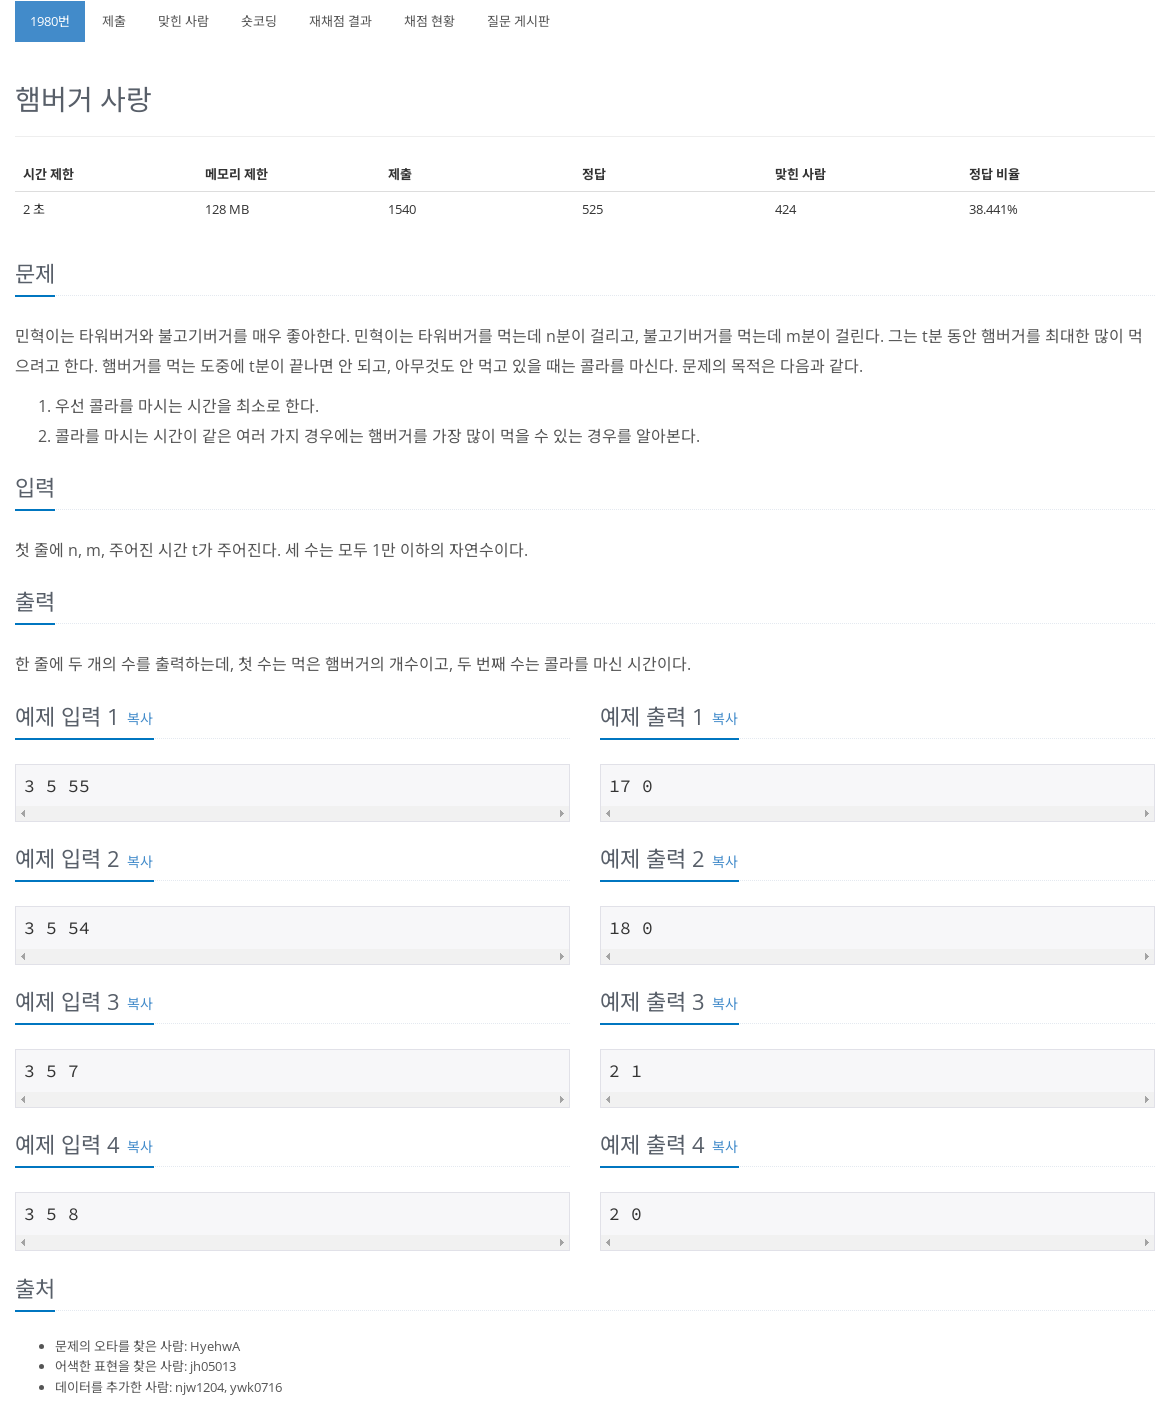 1980번 제출 맞힌 사람 숏코딩 재채점 결과 채점 현황 질문 게시판
햄버거 사랑
시간 제한 메모리 제한 제출 정답 맞힌 사람 정답 비율
2 초 128 MB 1540 525 424 38.441%
문제
민혁이는 타워버거와 불고기버거를 매우 좋아한다. 민혁이는 타워버거를 먹는데 n분이 걸리고, 불고기버거를 먹는데 m분이 걸린다. 그는 t분 동안 햄버거를 최대한 많이 먹
으려고 한다. 햄버거를 먹는 도중에 t분이 끝나면 안 되고, 아무것도 안 먹고 있을 때는 콜라를 마신다. 문제의 목적은 다음과 같다.
1. 우선 콜라를 마시는 시간을 최소로 한다.
2. 콜라를 마시는 시간이 같은 여러 가지 경우에는 햄버거를 가장 많이 먹을 수 있는 경우를 알아본다.
입력
첫 줄에 n, m, 주어진 시간 t가 주어진다. 세 수는 모두 1만 이하의 자연수이다.
출력
한 줄에 두 개의 수를 출력하는데, 첫 수는 먹은 햄버거의 개수이고, 두 번째 수는 콜라를 마신 시간이다.
예제 입력 1 복사
3 5 55
예제 출력 1 복사
17 0
예제 입력 2 복사
3 5 54
예제 출력 2 복사
18 0
예제 입력 3 복사
3 5 7
예제 출력 3 복사
2 1
예제 입력 4 복사
3 5 8
예제 출력 4 복사
2 0
출처
문제의 오타를 찾은 사람: HyehwA
어색한 표현을 찾은 사람: jh05013
데이터를 추가한 사람: njw1204, ywk0716